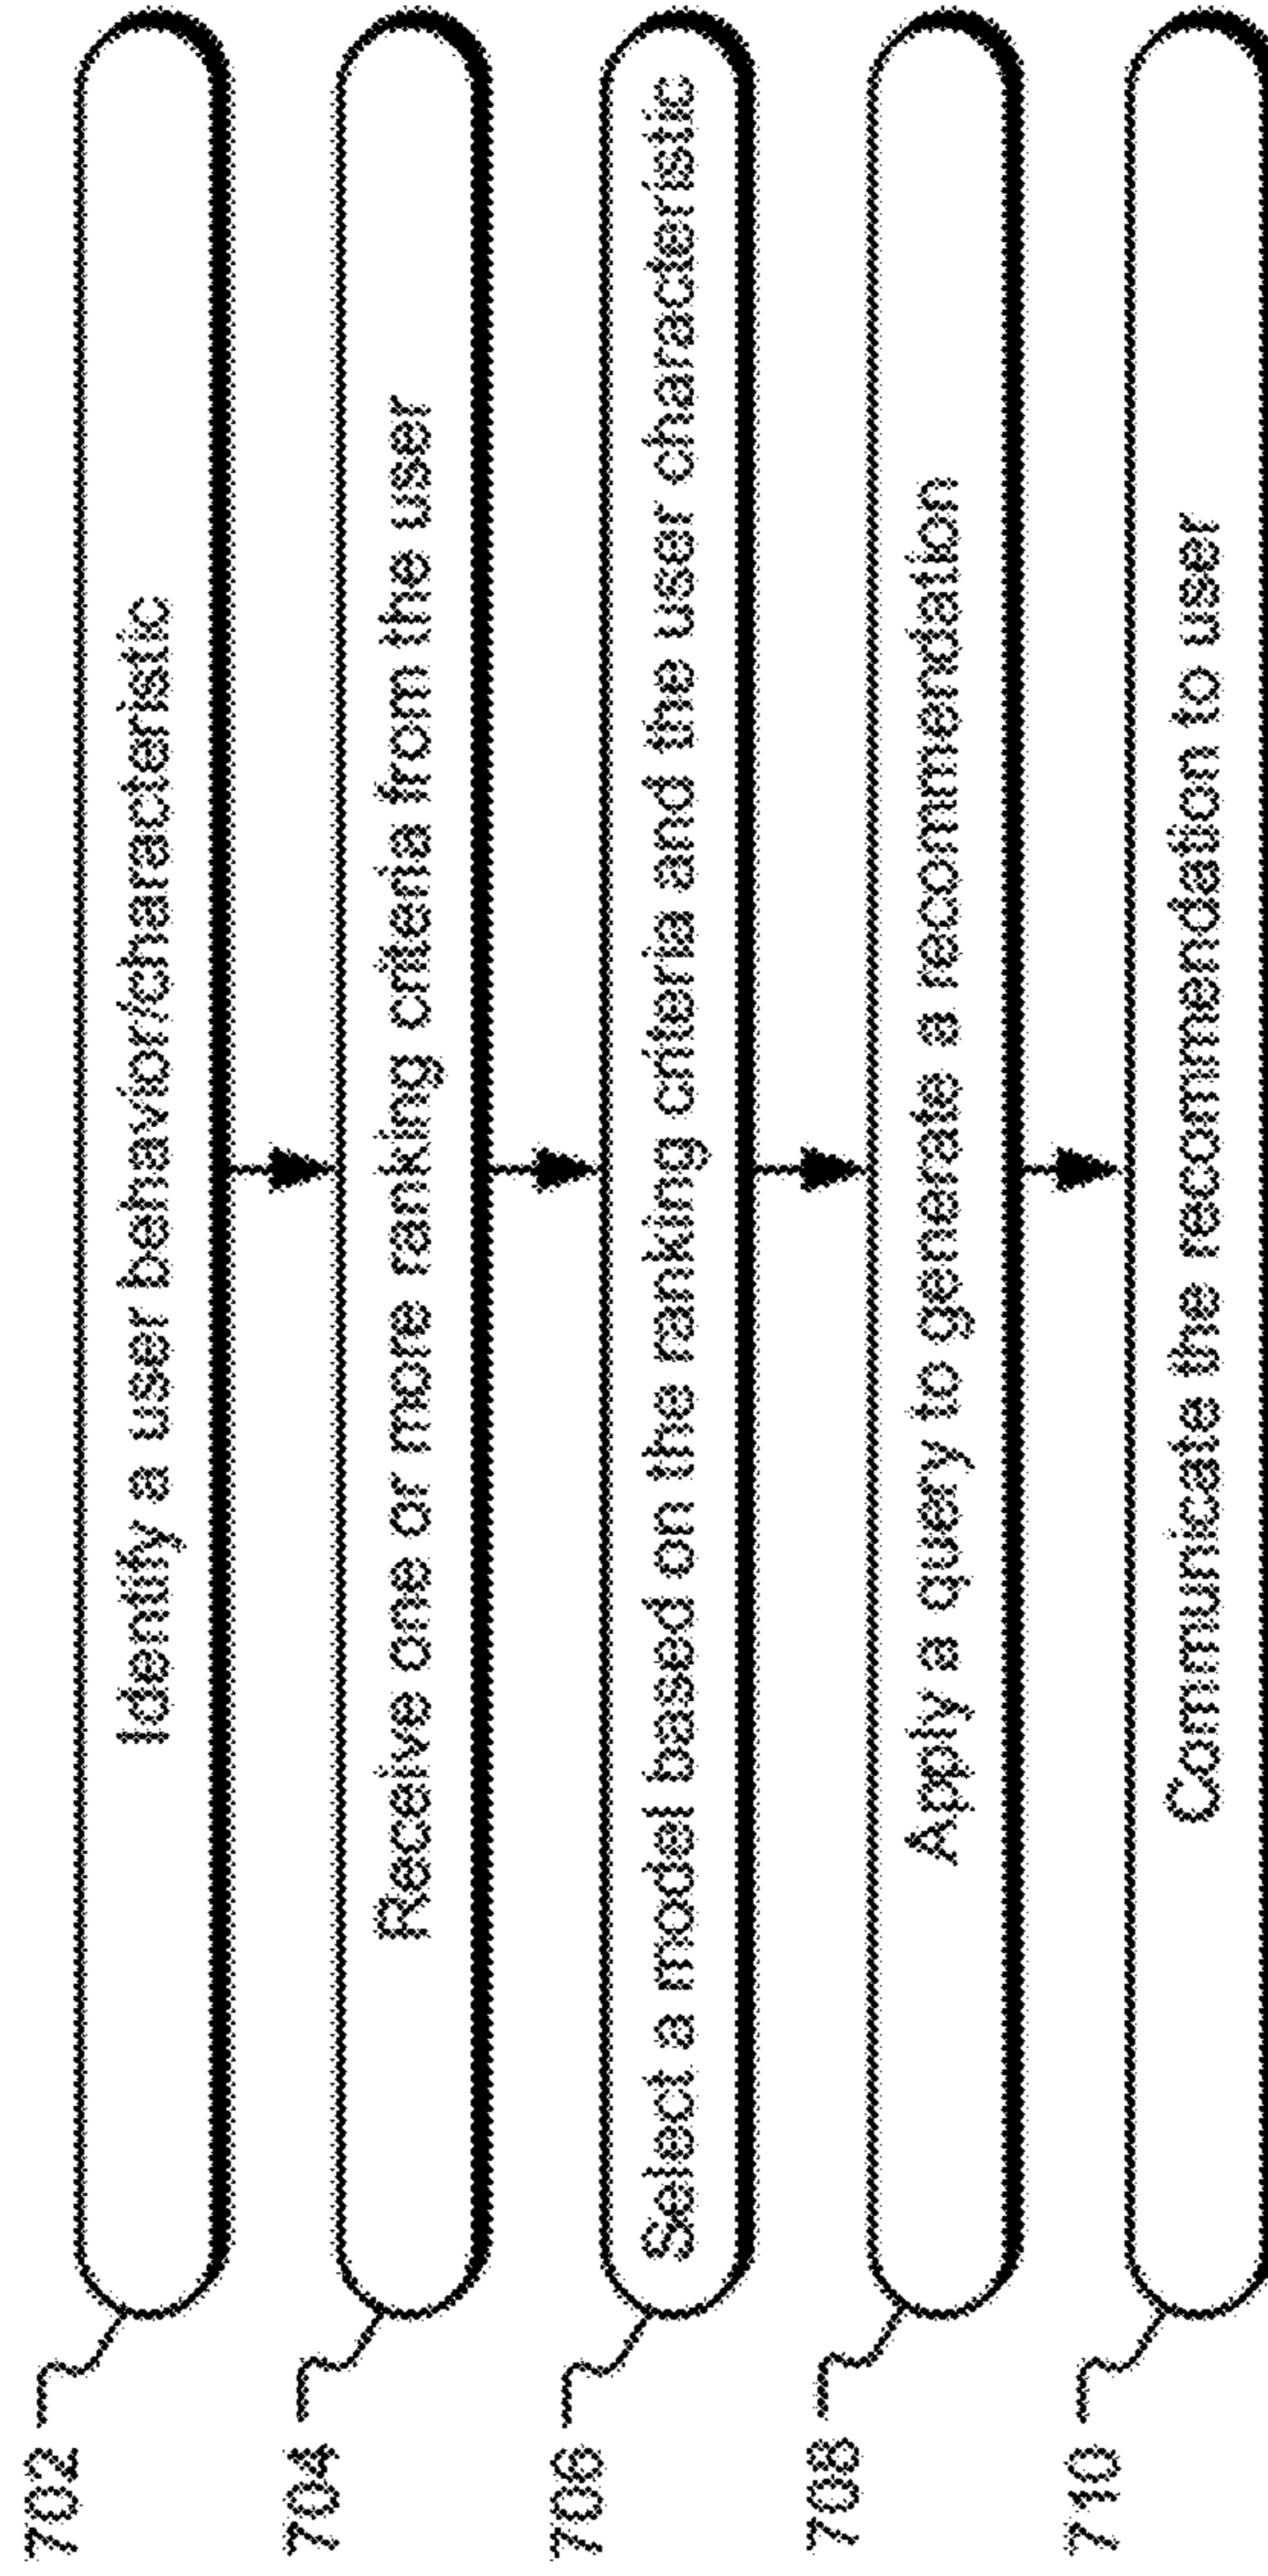 702
Identify a user behavior/characteristic
704
Receive one or more ranking criteria from the user
706
Select a model based on the ranking criteria and the user characteristic
708
Apply a query to generate a recommendation
710
Communicate the recommendation to user